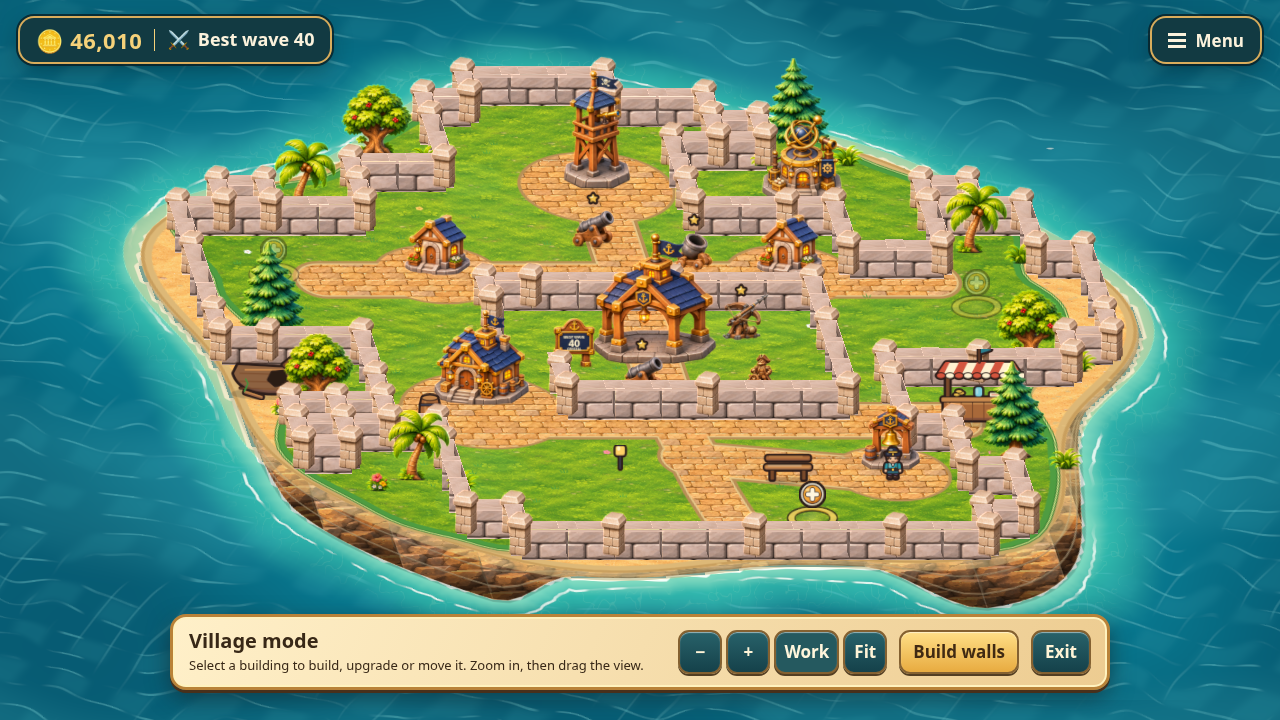 46,010
Best wave 40
Menu
40
Village mode
Select a building to build, upgrade or move it. Zoom in, then drag the view.
−
+
Work
Fit
Build walls
Exit